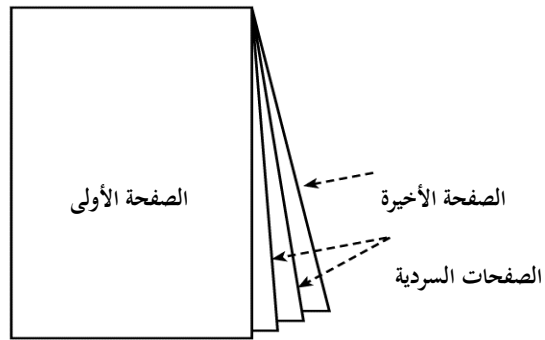 الصفحة الأولى
الصفحة الأخيرة
الصفحات السردية